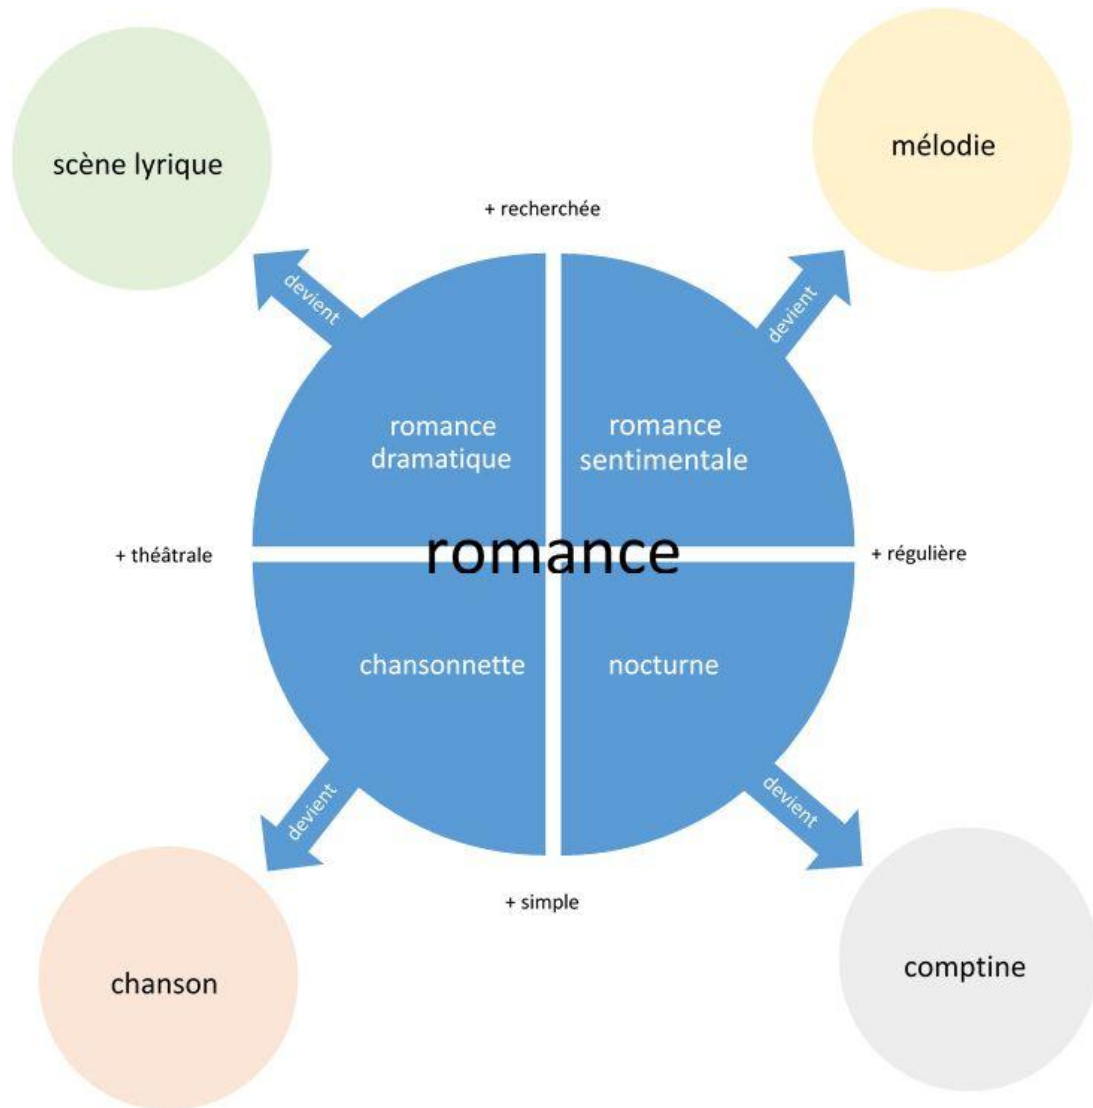 scène lyrique
mélodie
+ recherchée
devient
devient
romance
dramatique
romance
sentimentale
+ théâtrale
romance
+ régulière
chansonnette
nocturne
devient
devient
+ simple
chanson
comptine